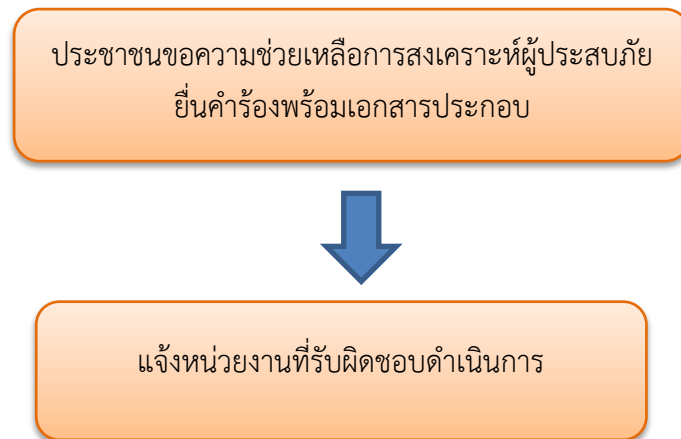 ประชาชนขอความช่วยเหลือการสงเคราะห์ผู้ประสบภัย
ยื่นคำร้องพร้อมเอกสารประกอบ
แจ้งหน่วยงานที่รับผิดชอบดำเนินการ